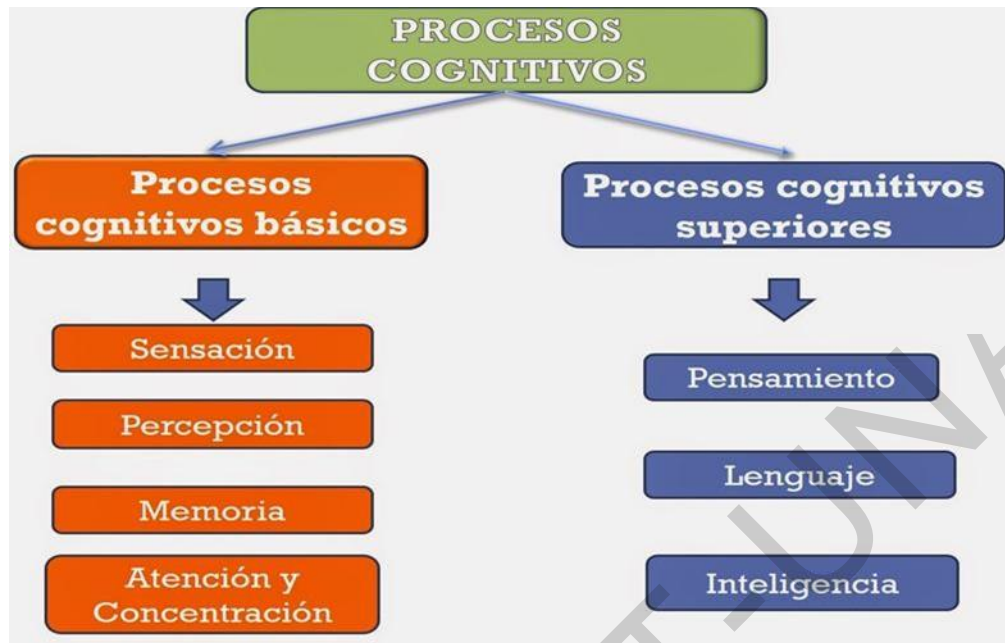 PROCESOS
COGNITIVOS
Procesos
cognitivos básicos
Sensación
Percepción
Memoria
Atención y
Concentración
Procesos cognitivos
superiores
Pensamiento
Lenguaje
Inteligencia